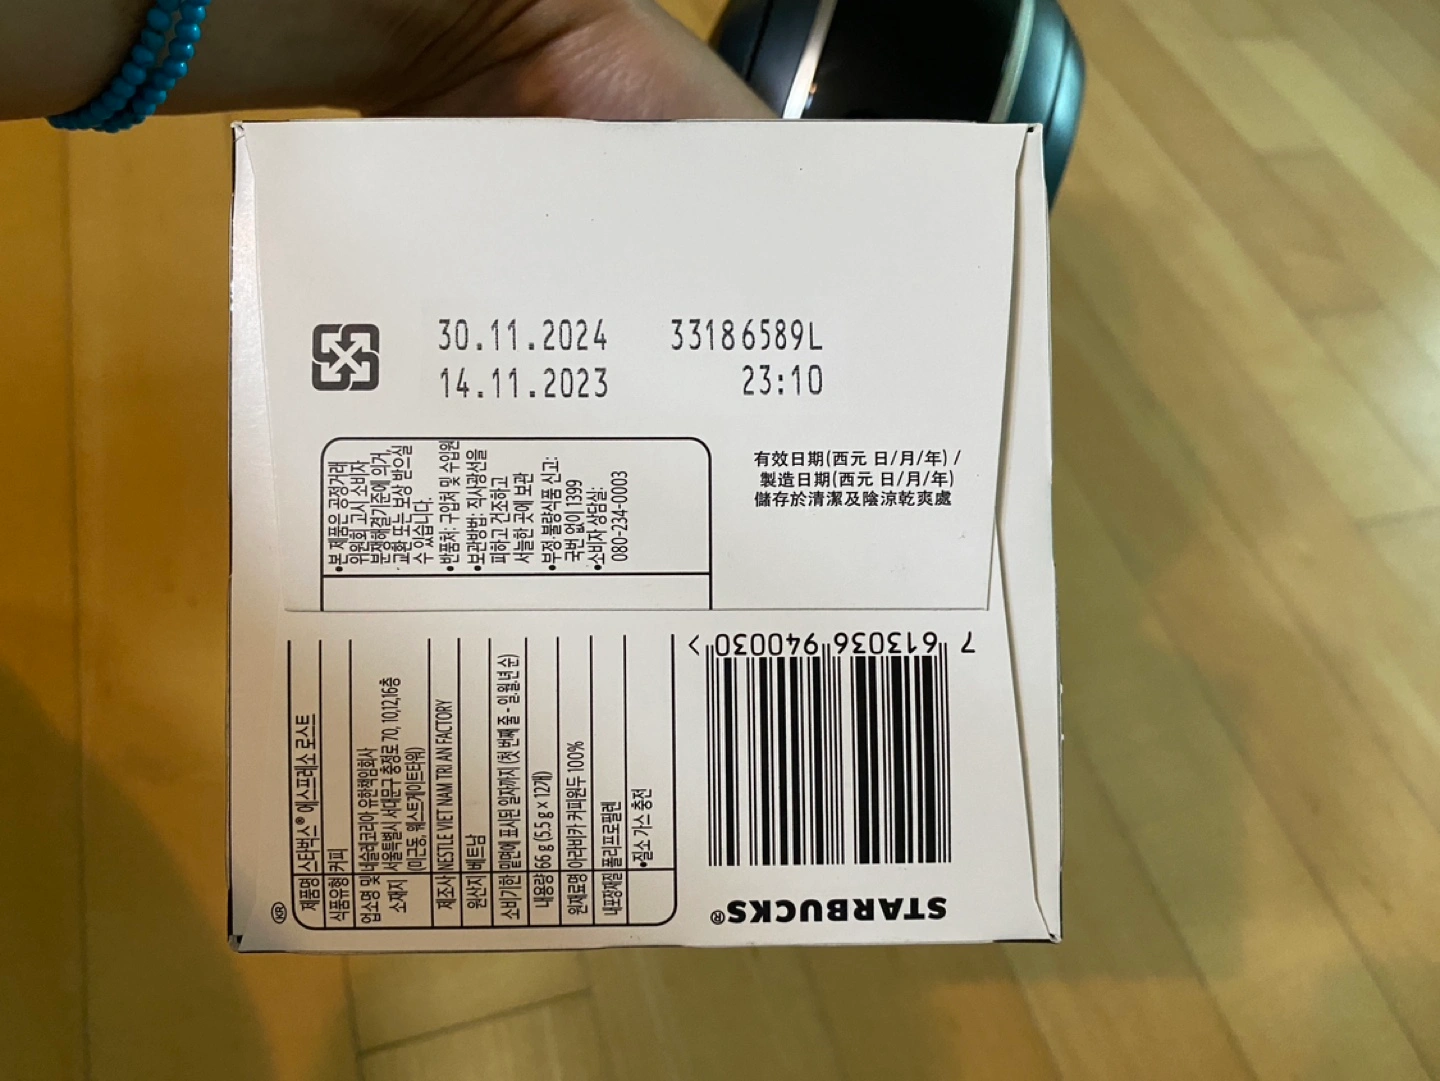 30.11.2024 33186589L
14.11.2023 23:10
有效日期(西元 日/月/年) /
製造日期(西元 日/月/年)
儲存於清潔及陰涼乾爽處
•본 제품은 공정거래
위원회 고시 소비자
분쟁해결기준에 의거,
교환 또는 보상 받으실
수 있습니다.
•반품처: 구입처 및 수입원
•보관방법: 직사광선을
피하고 건조하고
서늘한 곳에 보관
•부정·불량식품 신고:
국번 없이 1399
•소비자 상담실:
080-234-0003
KR
제품명 스타벅스® 에스프레소 로스트
식품유형 커피
업소명 및 네슬레코리아 유한책임회사
소재지 서울특별시 서대문구 충정로 70, 10,12,16층
(미근동, 웨스트게이트타워)
제조사 NESTLE VIET NAM TRI AN FACTORY
원산지 베트남
소비기한 밑면에 표시된 일자까지 (첫 번째 줄 - 일.월.년 순)
내용량 66 g (5.5 g x 12개)
원재료명 아라비카 커피원두 100%
내포장재질 폴리프로필렌
•질소 가스 충전
7 613036 940030 >
STARBUCKS®